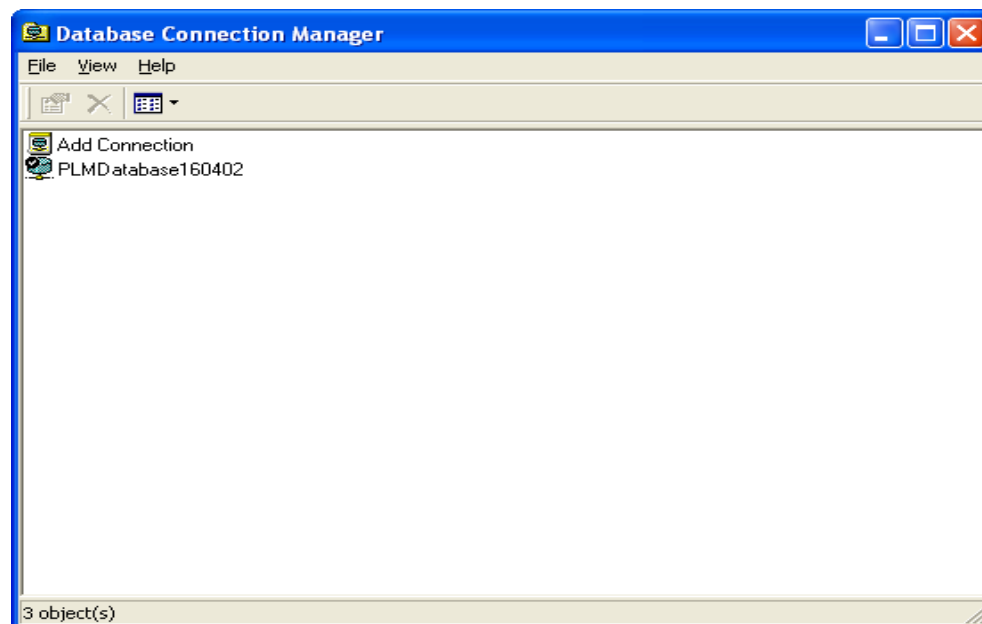 Database Connection Manager
File View Help
Add Connection
PLMDatabase160402
3 object(s)